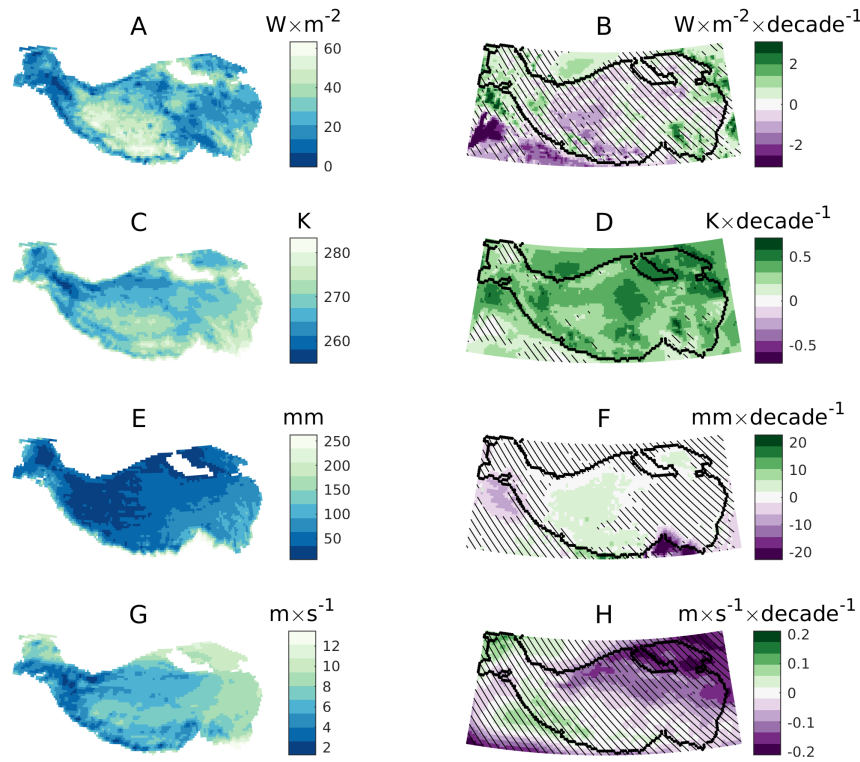 A
W×m⁻²
60
40
20
0
B
W×m⁻²×decade⁻¹
2
0
-2
C
K
280
270
260
D
K×decade⁻¹
0.5
0
-0.5
E
mm
250
200
150
100
50
F
mm×decade⁻¹
20
10
0
-10
-20
G
m×s⁻¹
12
10
8
6
4
2
H
m×s⁻¹×decade⁻¹
0.2
0.1
0
-0.1
-0.2